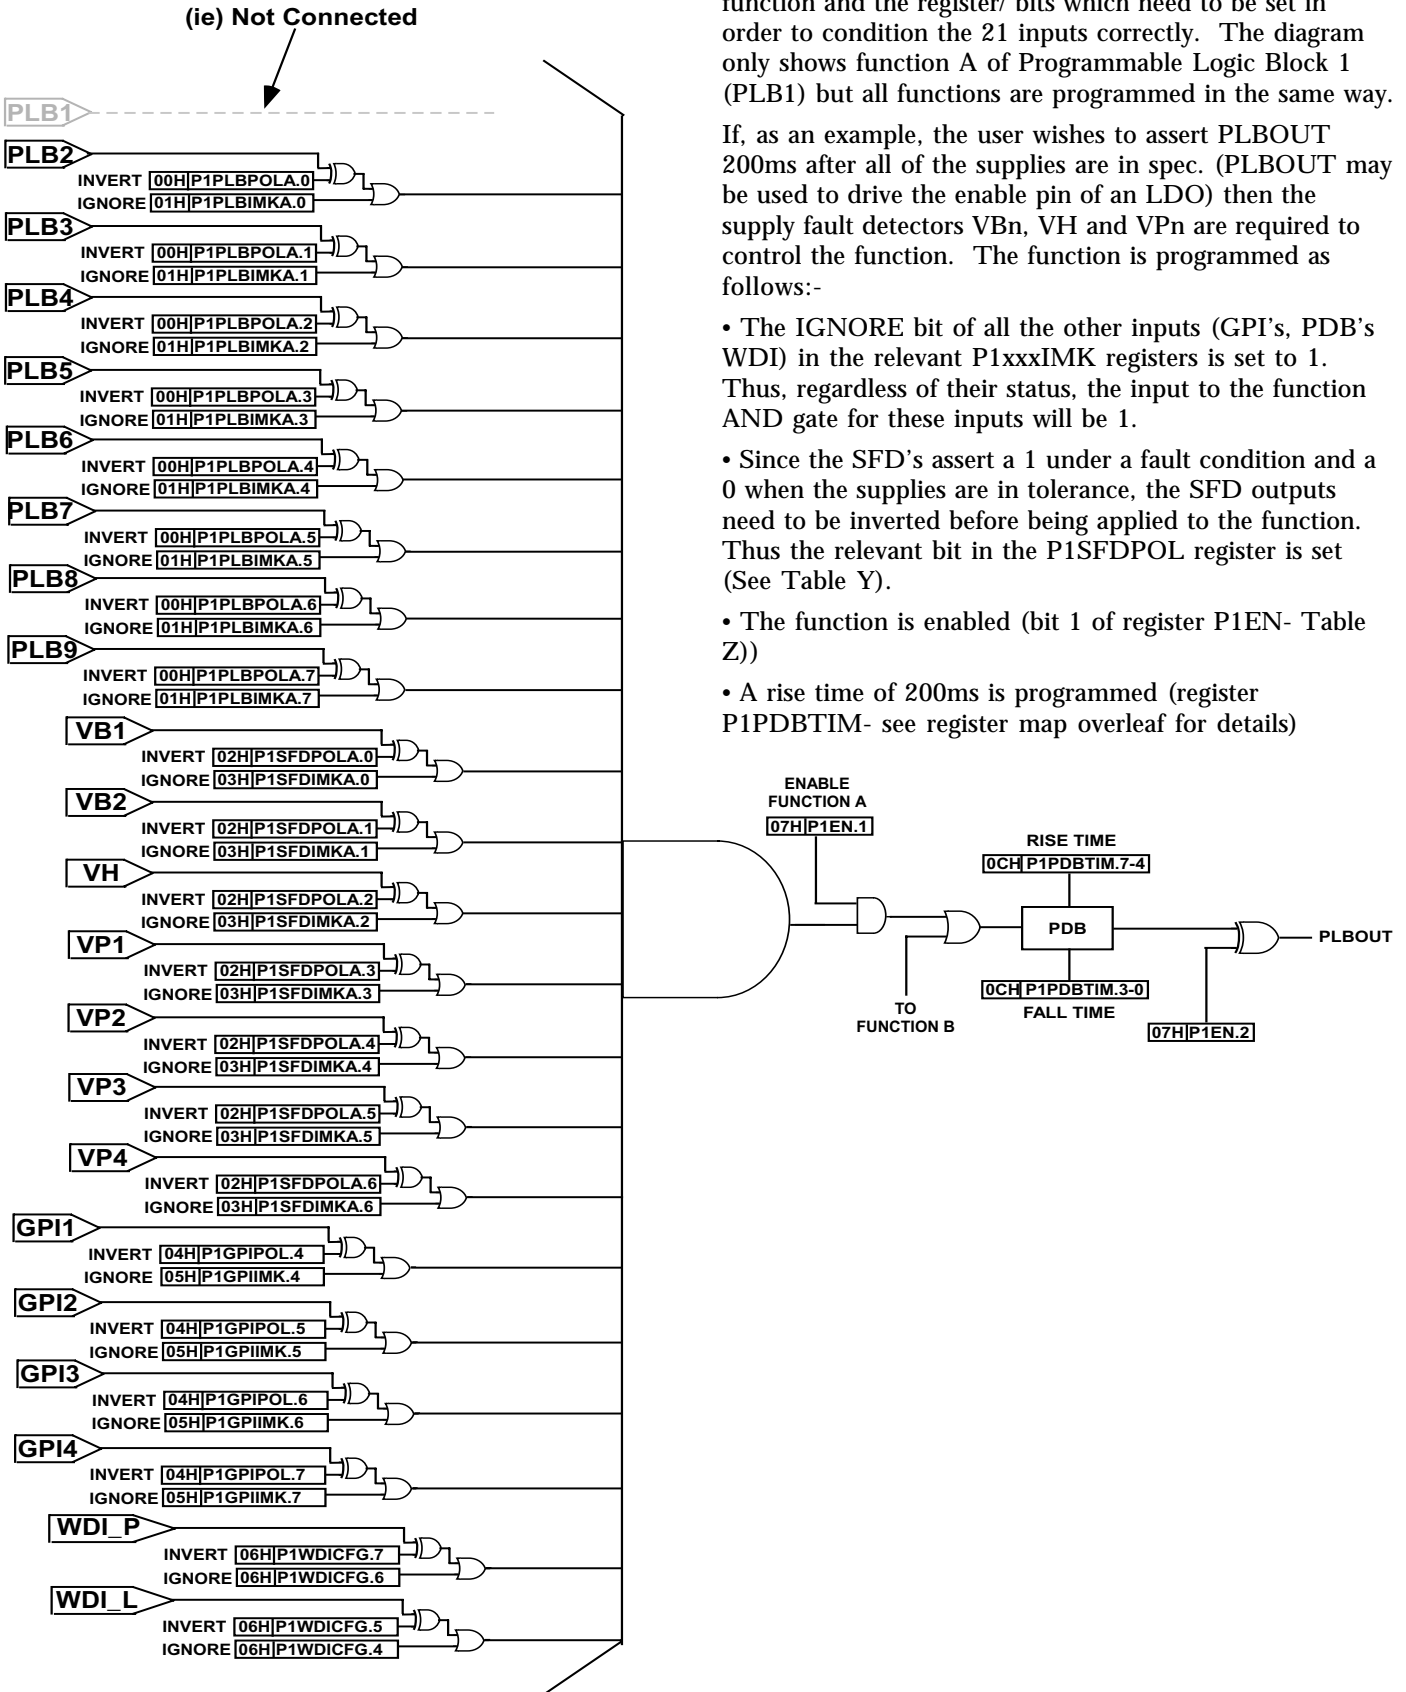 (ie) Not Connected
PLB1
PLB2
INVERT 00H P1PLBPOLA.0
IGNORE 01H P1PLBIMKA.0
PLB3
INVERT 00H P1PLBPOLA.1
IGNORE 01H P1PLBIMKA.1
PLB4
INVERT 00H P1PLBPOLA.2
IGNORE 01H P1PLBIMKA.2
PLB5
INVERT 00H P1PLBPOLA.3
IGNORE 01H P1PLBIMKA.3
PLB6
INVERT 00H P1PLBPOLA.4
IGNORE 01H P1PLBIMKA.4
PLB7
INVERT 00H P1PLBPOLA.5
IGNORE 01H P1PLBIMKA.5
PLB8
INVERT 00H P1PLBPOLA.6
IGNORE 01H P1PLBIMKA.6
PLB9
INVERT 00H P1PLBPOLA.7
IGNORE 01H P1PLBIMKA.7
VB1
INVERT 02H P1SFDPOLA.0
IGNORE 03H P1SFDIMKA.0
VB2
INVERT 02H P1SFDPOLA.1
IGNORE 03H P1SFDIMKA.1
VH
INVERT 02H P1SFDPOLA.2
IGNORE 03H P1SFDIMKA.2
VP1
INVERT 02H P1SFDPOLA.3
IGNORE 03H P1SFDIMKA.3
VP2
INVERT 02H P1SFDPOLA.4
IGNORE 03H P1SFDIMKA.4
VP3
INVERT 02H P1SFDPOLA.5
IGNORE 03H P1SFDIMKA.5
VP4
INVERT 02H P1SFDPOLA.6
IGNORE 03H P1SFDIMKA.6
GPI1
INVERT 04H P1GPIPOL.4
IGNORE 05H P1GPIIMK.4
GPI2
INVERT 04H P1GPIPOL.5
IGNORE 05H P1GPIIMK.5
GPI3
INVERT 04H P1GPIPOL.6
IGNORE 05H P1GPIIMK.6
GPI4
INVERT 04H P1GPIPOL.7
IGNORE 05H P1GPIIMK.7
WDI_P
INVERT 06H P1WDICFG.7
IGNORE 06H P1WDICFG.6
WDI_L
INVERT 06H P1WDICFG.5
IGNORE 06H P1WDICFG.4
function and the register/ bits which need to be set in
order to condition the 21 inputs correctly. The diagram
only shows function A of Programmable Logic Block 1
(PLB1) but all functions are programmed in the same way.
If, as an example, the user wishes to assert PLBOUT
200ms after all of the supplies are in spec. (PLBOUT may
be used to drive the enable pin of an LDO) then the
supply fault detectors VBn, VH and VPn are required to
control the function. The function is programmed as
follows:-
• The IGNORE bit of all the other inputs (GPI's, PDB's
WDI) in the relevant P1xxxIMK registers is set to 1.
Thus, regardless of their status, the input to the function
AND gate for these inputs will be 1.
• Since the SFD's assert a 1 under a fault condition and a
0 when the supplies are in tolerance, the SFD outputs
need to be inverted before being applied to the function.
Thus the relevant bit in the P1SFDPOL register is set
(See Table Y).
• The function is enabled (bit 1 of register P1EN- Table
Z))
• A rise time of 200ms is programmed (register
P1PDBTIM- see register map overleaf for details)
ENABLE
FUNCTION A
07H P1EN.1
RISE TIME
0CH P1PDBTIM.7-4
PDB
PLBOUT
0CH P1PDBTIM.3-0
FALL TIME
TO
FUNCTION B
07H P1EN.2